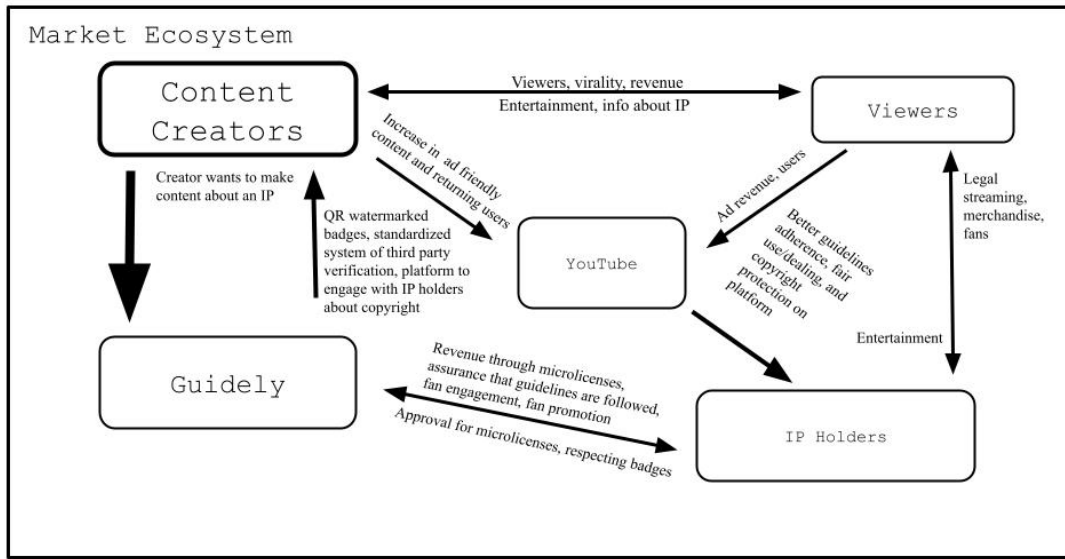 Market Ecosystem
Content
Creators
Viewers, virality, revenue
Entertainment, info about IP
Viewers
Creator wants to make
content about an IP
Increase in ad friendly
content and returning users
QR watermarked
badges, standardized
system of third party
verification, platform to
engage with IP holders
about copyright
YouTube
Ad revenue, users
Better guidelines
adherence, fair
use/dealing, and
copyright
protection on
platform
Legal
streaming,
merchandise,
fans
Entertainment
Guidely
Revenue through microlicenses,
assurance that guidelines are followed,
fan engagement, fan promotion
Approval for microlicenses, respecting badges
IP Holders